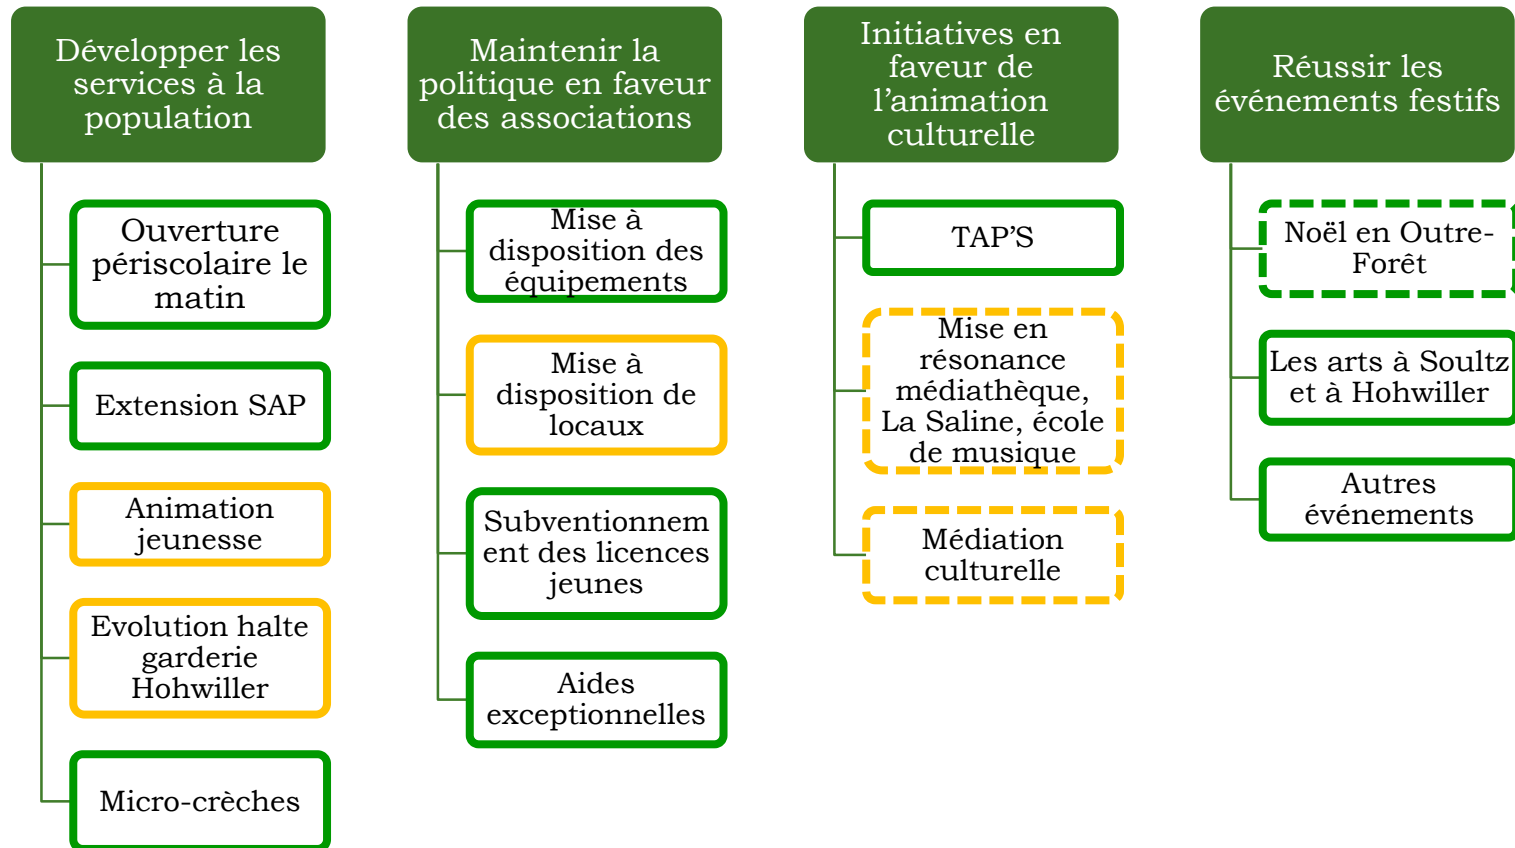 Développer les
services à la
population
Ouverture
périscolaire le
matin
Extension SAP
Animation
jeunesse
Evolution halte
garderie
Hohwiller
Micro-crèches
Maintenir la
politique en faveur
des associations
Mise à
disposition des
équipements
Mise à
disposition de
locaux
Subventionnem
ent des licences
jeunes
Aides
exceptionnelles
Initiatives en
faveur de
l’animation
culturelle
TAP’S
Mise en
résonance
médiathèque,
La Saline, école
de musique
Médiation
culturelle
Réussir les
événements festifs
Noël en Outre-
Forêt
Les arts à Soultz
et à Hohwiller
Autres
événements